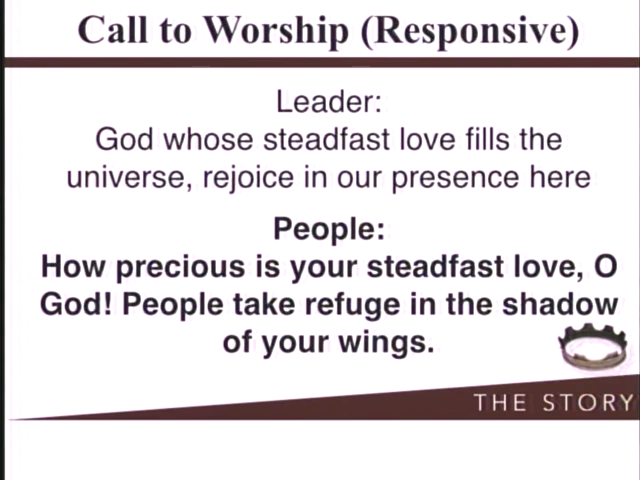 Call to Worship (Responsive)
Leader:
God whose steadfast love fills the
universe, rejoice in our presence here
People:
How precious is your steadfast love, O
God! People take refuge in the shadow
of your wings.
THE STORY